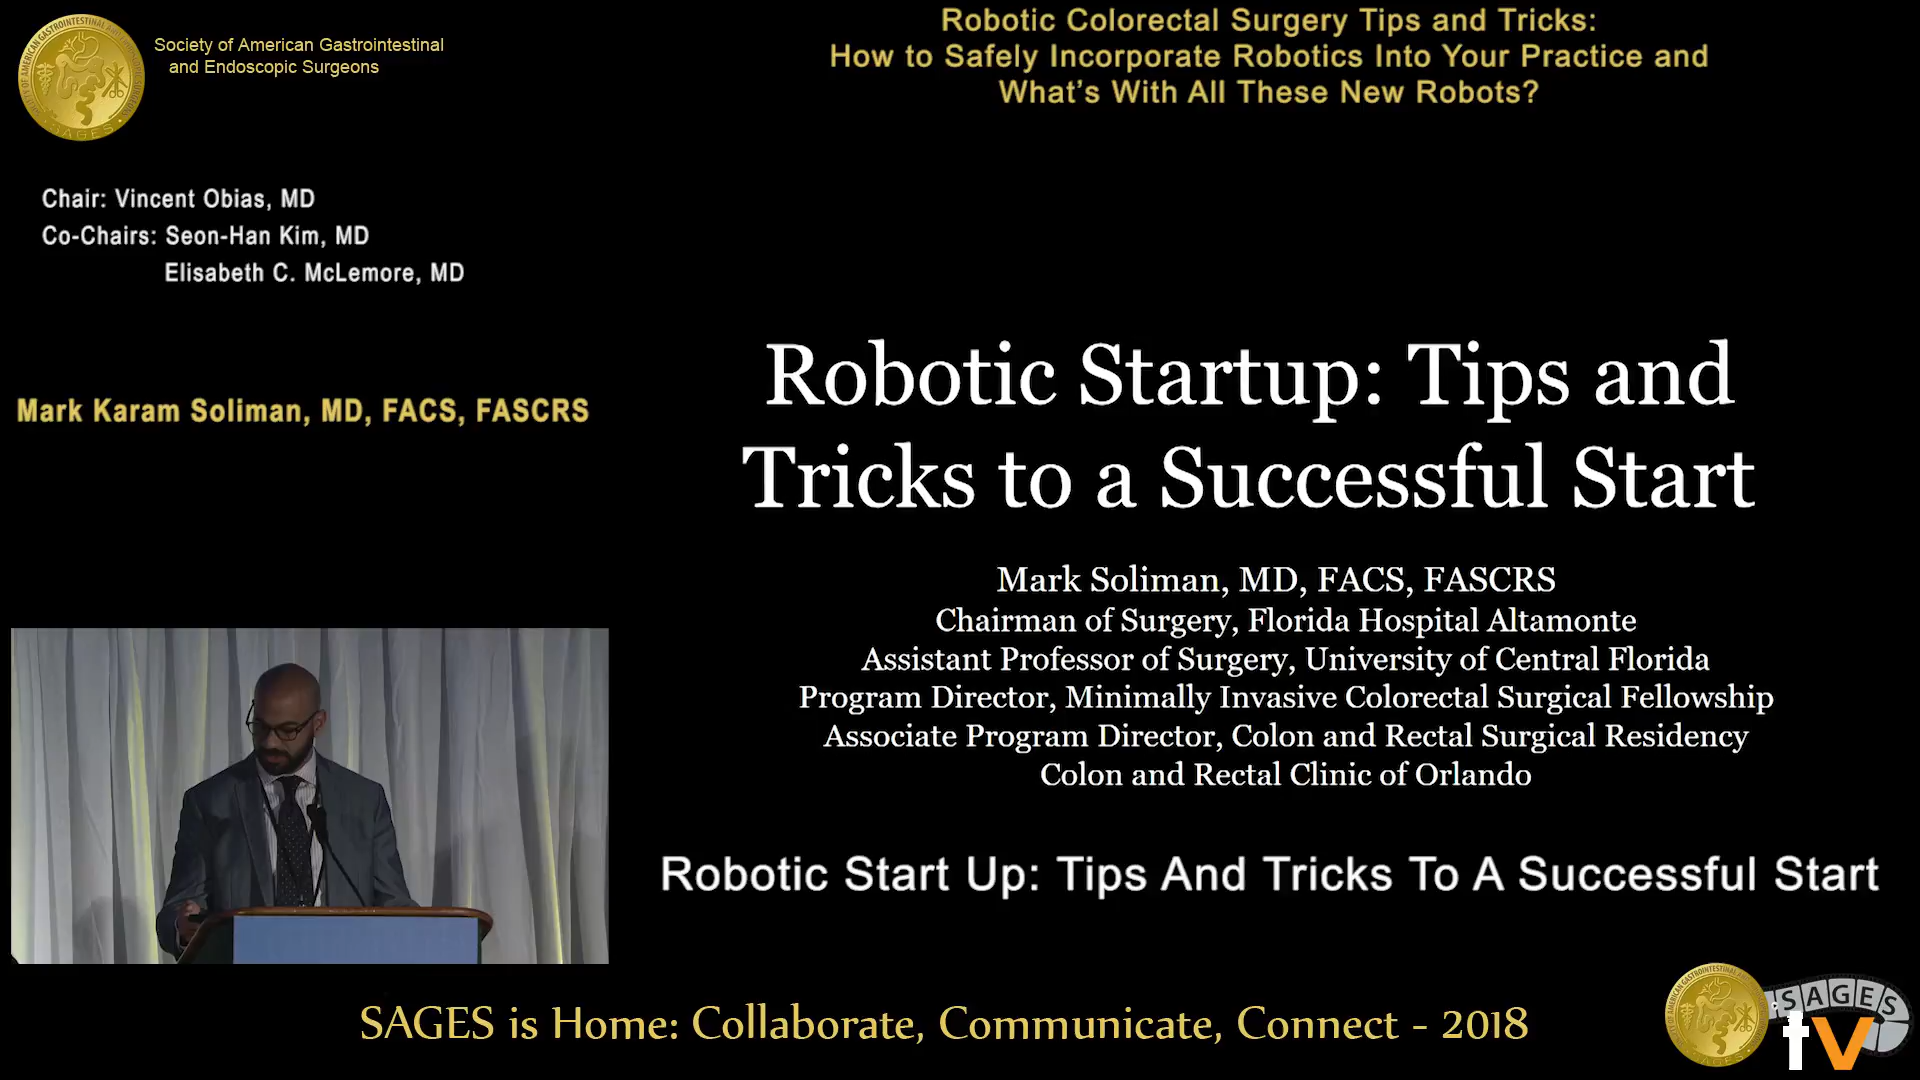 Society of American Gastrointestinal
and Endoscopic Surgeons
Robotic Colorectal Surgery Tips and Tricks:
How to Safely Incorporate Robotics Into Your Practice and
What's With All These New Robots?
Chair: Vincent Obias, MD
Co-Chairs: Seon-Han Kim, MD
Elisabeth C. McLemore, MD
Mark Karam Soliman, MD, FACS, FASCRS
Robotic Startup: Tips and
Tricks to a Successful Start
Mark Soliman, MD, FACS, FASCRS
Chairman of Surgery, Florida Hospital Altamonte
Assistant Professor of Surgery, University of Central Florida
Program Director, Minimally Invasive Colorectal Surgical Fellowship
Associate Program Director, Colon and Rectal Surgical Residency
Colon and Rectal Clinic of Orlando
Robotic Start Up: Tips And Tricks To A Successful Start
SAGES is Home: Collaborate, Communicate, Connect - 2018
SAGES
tv